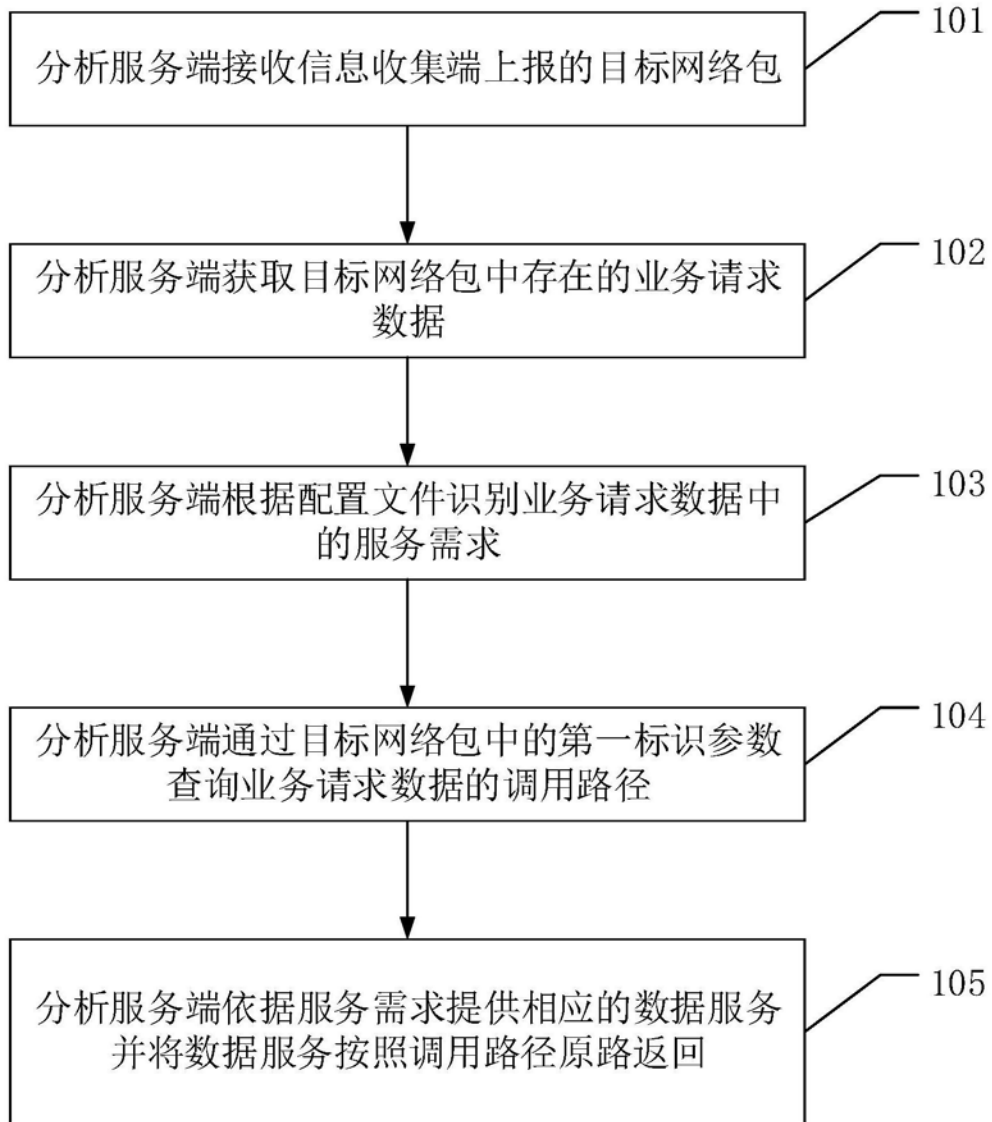 分析服务端接收信息收集端上报的目标网络包
101
分析服务端获取目标网络包中存在的业务请求
数据
102
分析服务端根据配置文件识别业务请求数据中
的服务需求
103
分析服务端通过目标网络包中的第一标识参数
查询业务请求数据的调用路径
104
分析服务端依据服务需求提供相应的数据服务
并将数据服务按照调用路径原路返回
105